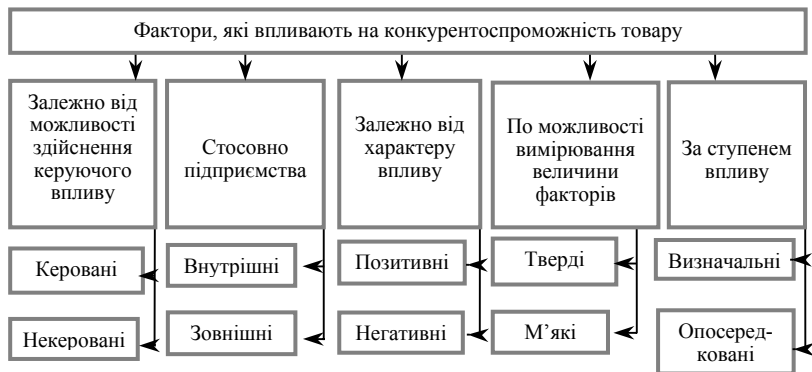 Фактори, які впливають на конкурентоспроможність товару
Залежно від
можливості
здійснення
керуючого
впливу
Стосовно
підприємства
Залежно від
характеру
впливу
По можливості
вимірювання
величини
факторів
За ступенем
впливу
Керовані
Внутрішні
Позитивні
Тверді
Визначальні
Некеровані
Зовнішні
Негативні
М’які
Опосеред-
ковані